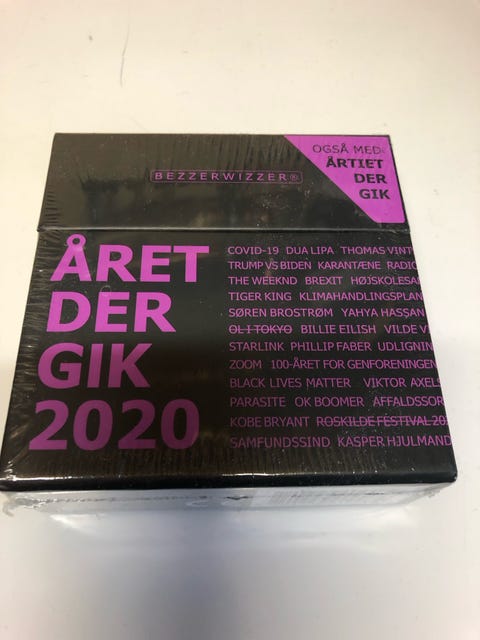 BEZZERWIZZER®
OGSÅ MED:
ÅRTIET
DER
GIK
ÅRET
DER
GIK
2020
COVID-19 DUA LIPA THOMAS VINT
TRUMP VS BIDEN KARANTÆNE RADIO
THE WEEKND BREXIT HØJSKOLESA
TIGER KING KLIMAHANDLINGSPLAN
SØREN BROSTRØM YAHYA HASSAN
OL I TOKYO BILLIE EILISH VILDE V
STARLINK PHILLIP FABER UDLIGNIN
ZOOM 100-ÅRET FOR GENFORENINGEN
BLACK LIVES MATTER VIKTOR AXELS
PARASITE OK BOOMER AFFALDSSOR
KOBE BRYANT ROSKILDE FESTIVAL 202
SAMFUNDSSIND KASPER HJULMAND